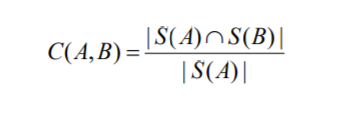 C(A,B) = |S(A)∩S(B)| / |S(A)|